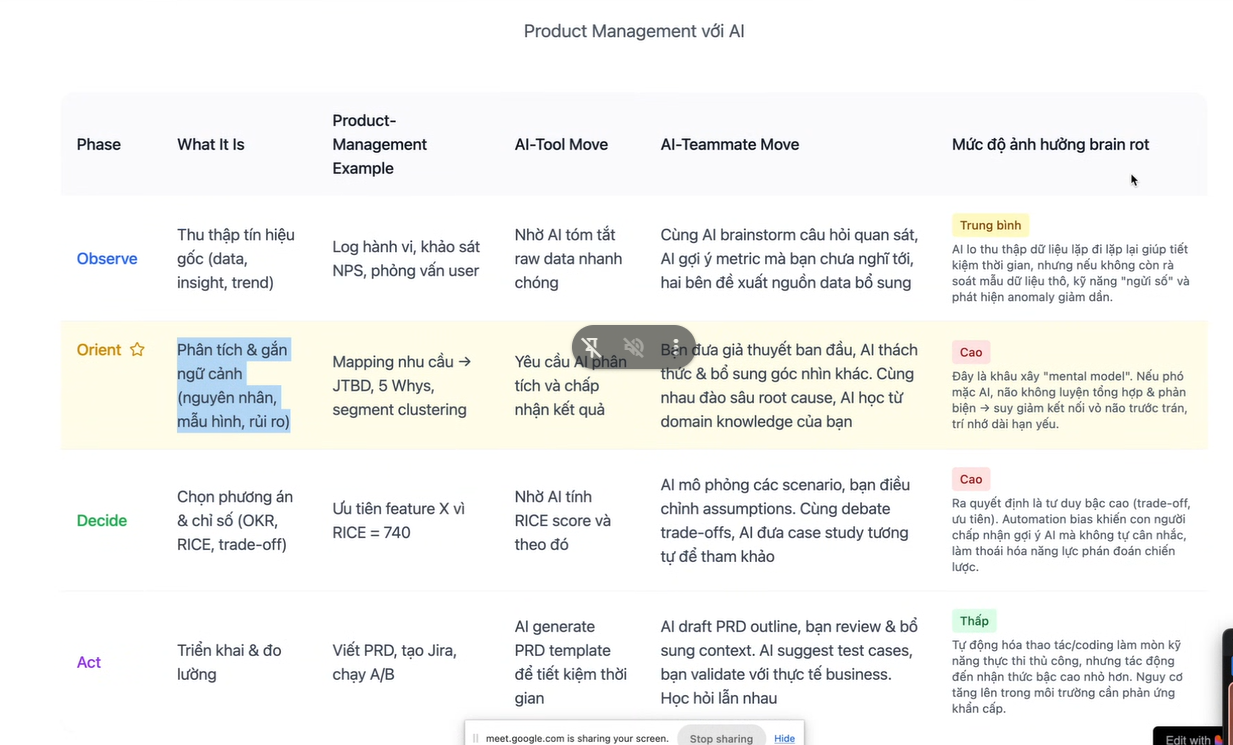 Product Management với AI
Phase
What It Is
Product-
Management
Example
AI-Tool Move
AI-Teammate Move
Mức độ ảnh hưởng brain rot
Observe
Thu thập tín hiệu
gốc (data,
insight, trend)
Log hành vi, khảo sát
NPS, phỏng vấn user
Nhờ AI tóm tắt
raw data nhanh
chóng
Cùng AI brainstorm câu hỏi quan sát,
AI gợi ý metric mà bạn chưa nghĩ tới,
hai bên đề xuất nguồn data bổ sung
Trung bình
AI lo thu thập dữ liệu lặp đi lặp lại giúp tiết
kiệm thời gian, nhưng nếu không còn rà
soát mẫu dữ liệu thô, kỹ năng "ngửi số" và
phát hiện anomaly giảm dần.
Orient
Phân tích & gắn
ngữ cảnh
(nguyên nhân,
mẫu hình, rủi ro)
Mapping nhu cầu →
JTBD, 5 Whys,
segment clustering
Yêu cầu AI phân
tích và chấp
nhận kết quả
Bạn đưa giả thuyết ban đầu, AI thách
thức & bổ sung góc nhìn khác. Cùng
nhau đào sâu root cause, AI học từ
domain knowledge của bạn
Cao
Đây là khâu xây "mental model". Nếu phó
mặc AI, não không luyện tổng hợp & phản
biện → suy giảm kết nối vỏ não trước trán,
trí nhớ dài hạn yếu.
Decide
Chọn phương án
& chỉ số (OKR,
RICE, trade-off)
Ưu tiên feature X vì
RICE = 740
Nhờ AI tính
RICE score và
theo đó
AI mô phỏng các scenario, bạn điều
chỉnh assumptions. Cùng debate
trade-offs, AI đưa case study tương
tự để tham khảo
Cao
Ra quyết định là tư duy bậc cao (trade-off,
ưu tiên). Automation bias khiến con người
chấp nhận gợi ý AI mà không tự cân nhắc,
làm thoái hóa năng lực phán đoán chiến
lược.
Act
Triển khai & đo
lường
Viết PRD, tạo Jira,
chạy A/B
AI generate
PRD template
để tiết kiệm thời
gian
AI draft PRD outline, bạn review & bổ
sung context. AI suggest test cases,
bạn validate với thực tế business.
Học hỏi lẫn nhau
Thấp
Tự động hóa thao tác/coding làm mòn kỹ
năng thực thi thủ công, nhưng tác động
đến nhận thức bậc cao nhỏ hơn. Nguy cơ
tăng lên trong môi trường cần phản ứng
khẩn cấp.
meet.google.com is sharing your screen.
Stop sharing
Hide
Edit with